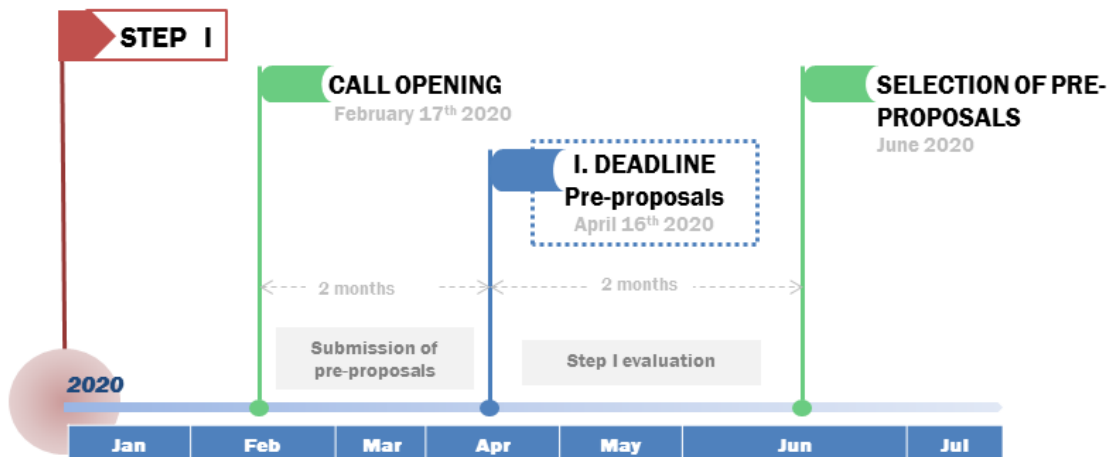 STEP I
CALL OPENING
February 17th 2020
SELECTION OF PRE-
PROPOSALS
June 2020
I. DEADLINE
Pre-proposals
April 16th 2020
2 months
2 months
Submission of
pre-proposals
Step I evaluation
2020
Jan Feb Mar Apr May Jun Jul